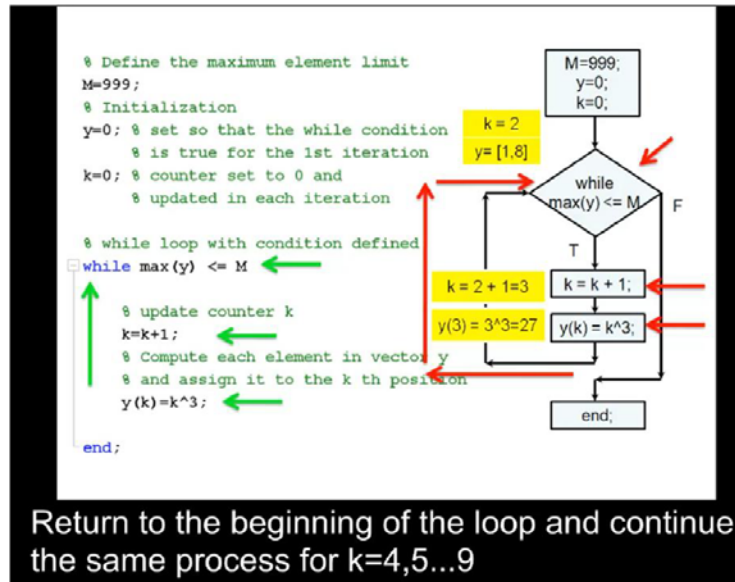 % Define the maximum element limit
M=999;
% Initialization
y=0; % set so that the while condition
% is true for the 1st iteration
k=0; % counter set to 0 and
% updated in each iteration
% while loop with condition defined
while max(y) <= M
% update counter k
k=k+1;
% Compute each element in vector y
% and assign it to the k th position
y(k)=k^3;
end;
M=999;
y=0;
k=0;
k = 2
y= [1,8]
while
max(y) <= M
F
T
k = 2 + 1=3
k = k + 1;
y(3) = 3^3=27
y(k) = k^3;
end;
Return to the beginning of the loop and continue
the same process for k=4,5...9